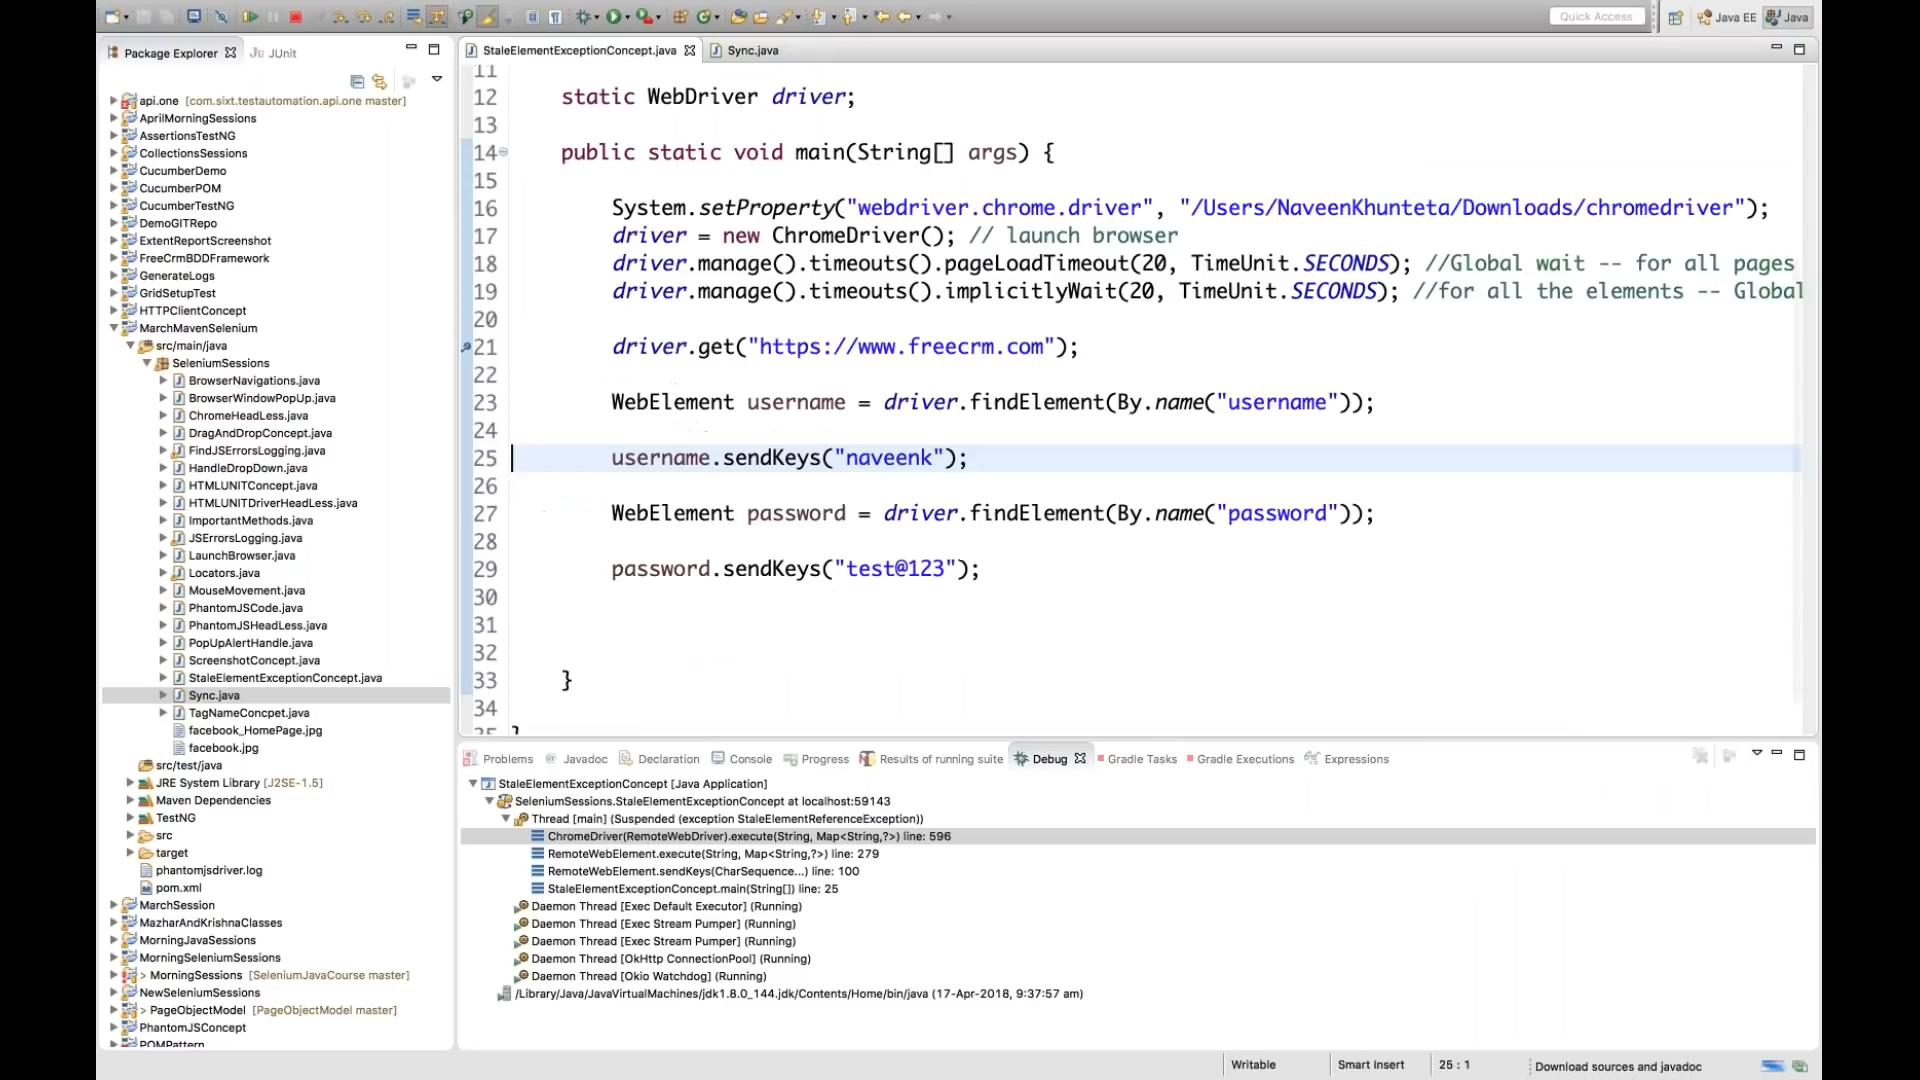 Quick Access
Java EE
Java
Package Explorer
JUnit
StaleElementExceptionConcept.java
Sync.java
api.one [com.sixt.testautomation.api.one master]
AprilMorningSessions
AssertionsTestNG
CollectionsSessions
CucumberDemo
CucumberPOM
CucumberTestNG
DemoGITRepo
ExtentReportScreenshot
FreeCrmBDDFramework
GenerateLogs
GridSetupTest
HTTPClientConcept
MarchMavenSelenium
src/main/java
SeleniumSessions
BrowserNavigations.java
BrowserWindowPopUp.java
ChromeHeadLess.java
DragAndDropConcept.java
FindJSErrorsLogging.java
HandleDropDown.java
HTMLUNITConcept.java
HTMLUNITDriverHeadLess.java
ImportantMethods.java
JSErrorsLogging.java
LaunchBrowser.java
Locators.java
MouseMovement.java
PhantomJSCode.java
PhantomJSHeadLess.java
PopUpAlertHandle.java
ScreenshotConcept.java
StaleElementExceptionConcept.java
Sync.java
TagNameConcpet.java
facebook_HomePage.jpg
facebook.jpg
src/test/java
JRE System Library [J2SE-1.5]
Maven Dependencies
TestNG
src
target
phantomjsdriver.log
pom.xml
MarchSession
MazharAndKrishnaClasses
MorningJavaSessions
MorningSeleniumSessions
> MorningSessions [SeleniumJavaCourse master]
NewSeleniumSessions
> PageObjectModel [PageObjectModel master]
PhantomJSConcept
POMPattern
11
12 static WebDriver driver;
13
14 public static void main(String[] args) {
15
16 System.setProperty("webdriver.chrome.driver", "/Users/NaveenKhunteta/Downloads/chromedriver");
17 driver = new ChromeDriver(); // launch browser
18 driver.manage().timeouts().pageLoadTimeout(20, TimeUnit.SECONDS); //Global wait -- for all pages
19 driver.manage().timeouts().implicitlyWait(20, TimeUnit.SECONDS); //for all the elements -- Global
20
21 driver.get("https://www.freecrm.com");
22
23 WebElement username = driver.findElement(By.name("username"));
24
25 username.sendKeys("naveenk");
26
27 WebElement password = driver.findElement(By.name("password"));
28
29 password.sendKeys("test@123");
30
31
32
33 }
34
35 }
Problems @ Javadoc Declaration Console Progress Results of running suite Debug Gradle Tasks Gradle Executions Expressions
StaleElementExceptionConcept [Java Application]
SeleniumSessions.StaleElementExceptionConcept at localhost:59143
Thread [main] (Suspended (exception StaleElementReferenceException))
ChromeDriver(RemoteWebDriver).execute(String, Map<String,?>) line: 596
RemoteWebElement.execute(String, Map<String,?>) line: 279
RemoteWebElement.sendKeys(CharSequence...) line: 100
StaleElementExceptionConcept.main(String[]) line: 25
Daemon Thread [Exec Default Executor] (Running)
Daemon Thread [Exec Stream Pumper] (Running)
Daemon Thread [Exec Stream Pumper] (Running)
Daemon Thread [OkHttp ConnectionPool] (Running)
Daemon Thread [Okio Watchdog] (Running)
/Library/Java/JavaVirtualMachines/jdk1.8.0_144.jdk/Contents/Home/bin/java (17-Apr-2018, 9:37:57 am)
Writable
Smart Insert
25 : 1
Download sources and javadoc